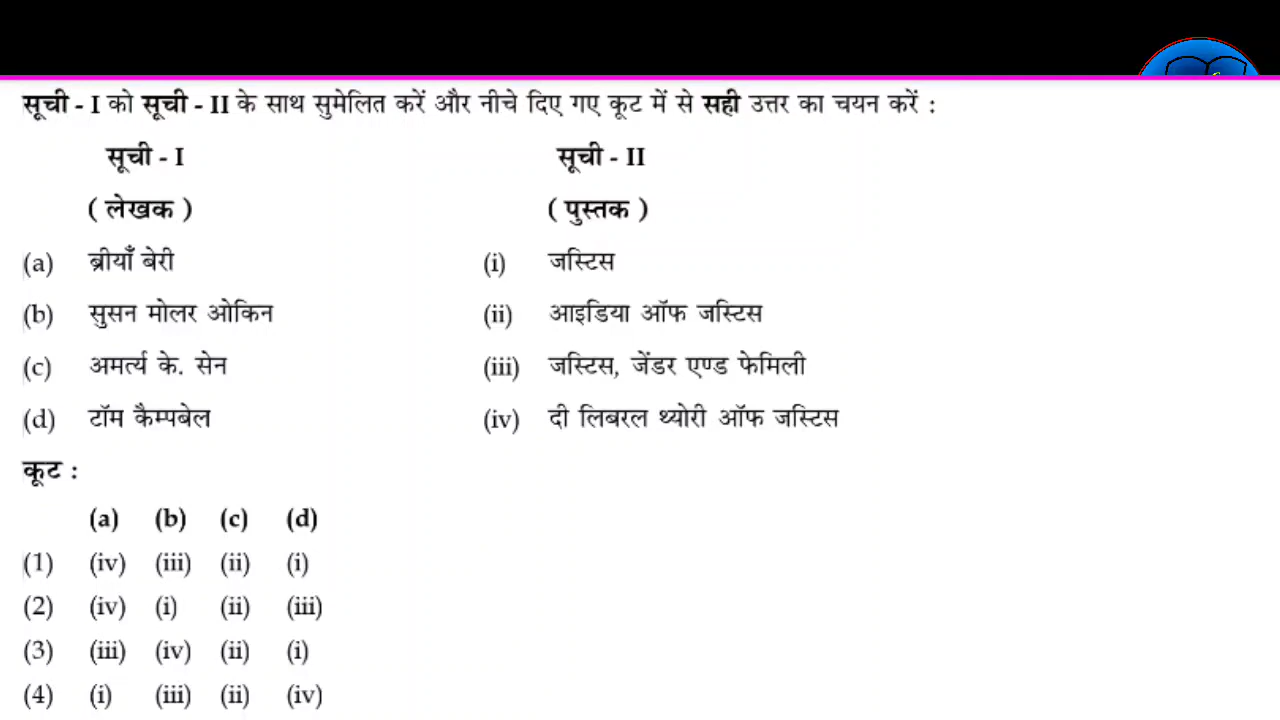 सूची - I को सूची - II के साथ सुमेलित करें और नीचे दिए गए कूट में से सही उत्तर का चयन करें :
सूची - I सूची - II
( लेखक ) ( पुस्तक )
(a) ब्रीयाँ बेरी (i) जस्टिस
(b) सुसन मोलर ओकिन (ii) आइडिया ऑफ जस्टिस
(c) अमर्त्य के. सेन (iii) जस्टिस, जेंडर एण्ड फेमिली
(d) टॉम कैम्पबेल (iv) दी लिबरल थ्योरी ऑफ जस्टिस
कूट :
(a) (b) (c) (d)
(1) (iv) (iii) (ii) (i)
(2) (iv) (i) (ii) (iii)
(3) (iii) (iv) (ii) (i)
(4) (i) (iii) (ii) (iv)